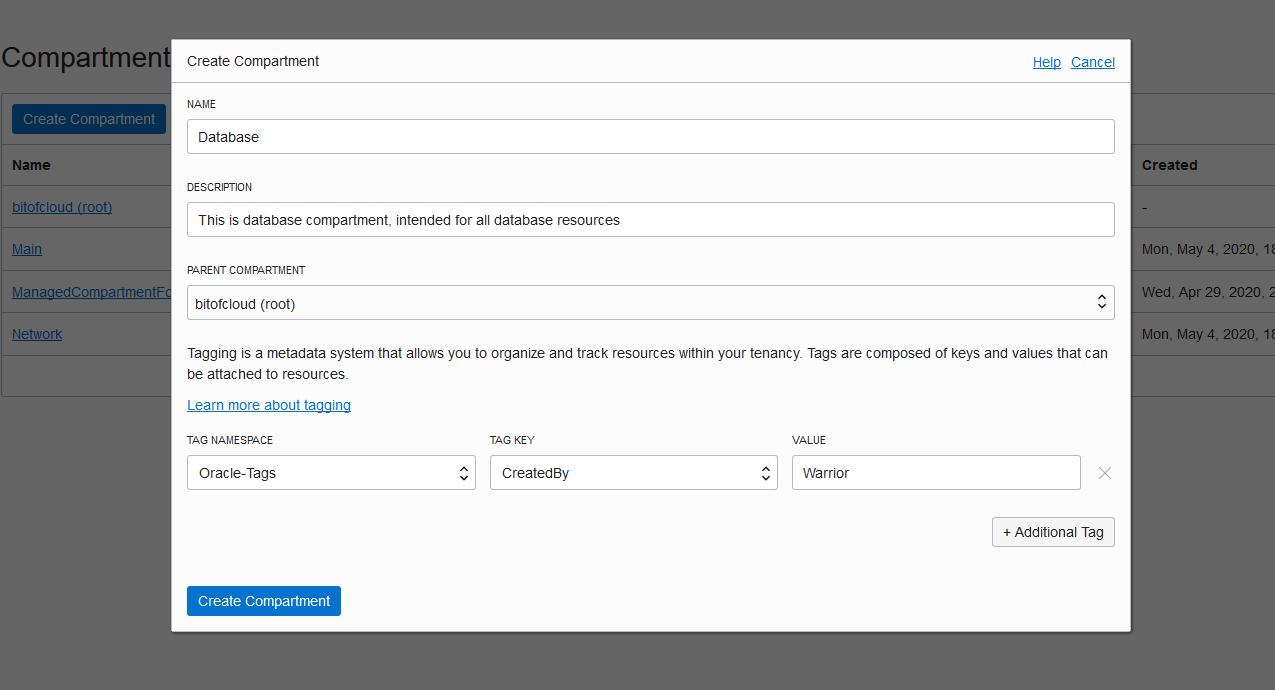 Compartment
Create Compartment
Name
Created
bitofcloud (root)
-
Main
Mon, May 4, 2020, 18
ManagedCompartmentFo
Wed, Apr 29, 2020, 2
Network
Mon, May 4, 2020, 18
Create Compartment
Help Cancel
NAME
Database
DESCRIPTION
This is database compartment, intended for all database resources
PARENT COMPARTMENT
bitofcloud (root)
Tagging is a metadata system that allows you to organize and track resources within your tenancy. Tags are composed of keys and values that can
be attached to resources.
Learn more about tagging
TAG NAMESPACE TAG KEY VALUE
Oracle-Tags CreatedBy Warrior
+ Additional Tag
Create Compartment